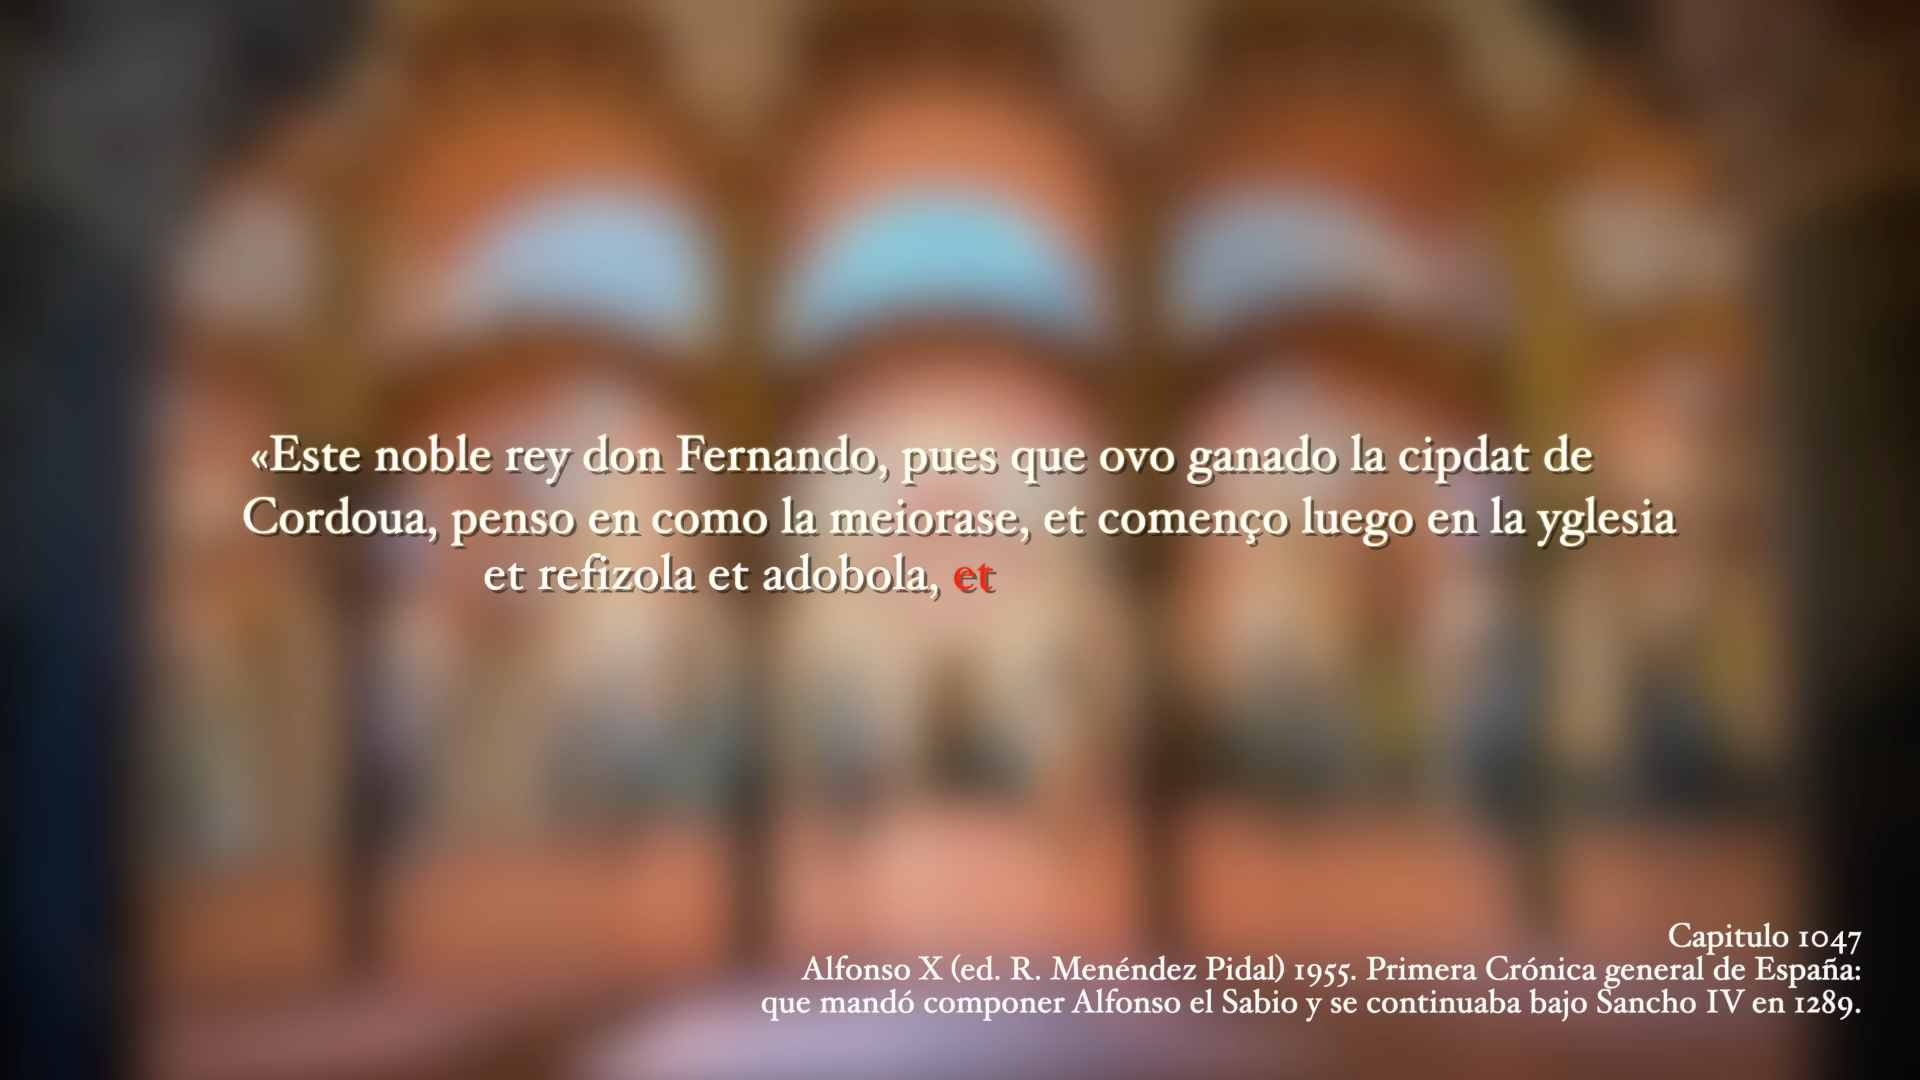 «Este noble rey don Fernando, pues que ovo ganado la cipdat de
Cordoua, penso en como la meiorase, et començo luego en la yglesia
et refizola et adobola, et
Capitulo 1047
Alfonso X (ed. R. Menéndez Pidal) 1955. Primera Crónica general de España:
que mandó componer Alfonso el Sabio y se continuaba bajo Sancho IV en 1289.